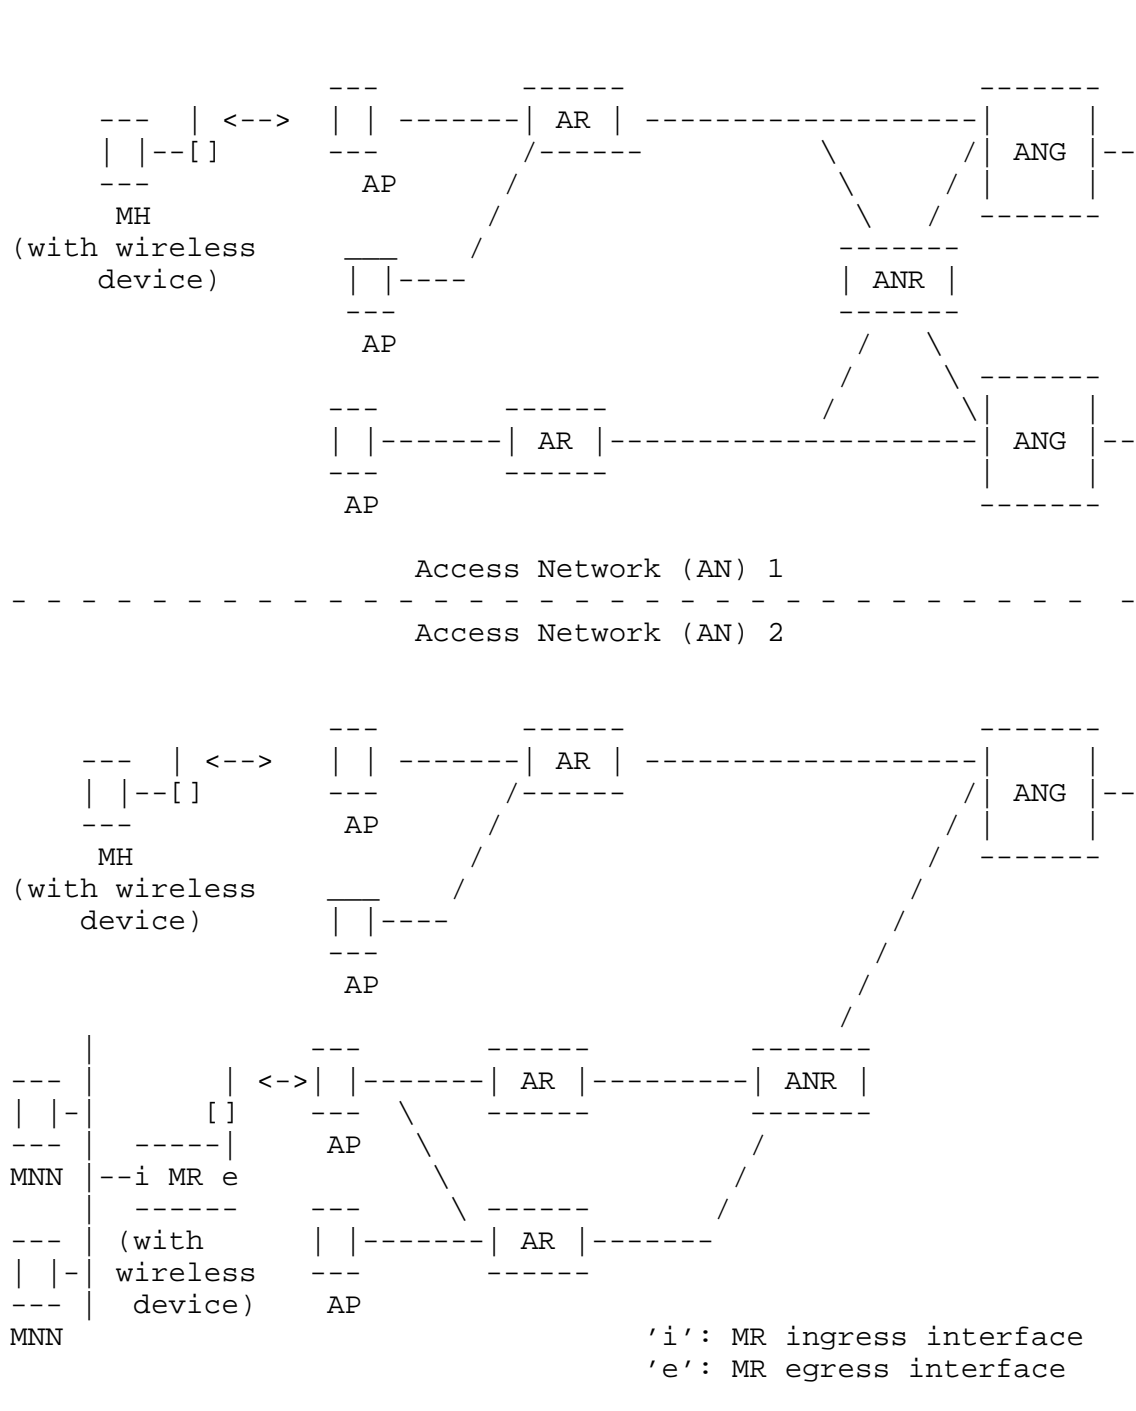 AR
ANG
AP
MH
(with wireless
device)
ANR
AP
AR
ANG
AP
Access Network (AN) 1
Access Network (AN) 2
AR
ANG
AP
MH
(with wireless
device)
AP
AR
ANR
AP
MNN
i MR e
(with
wireless
device)
AR
AP
MNN
'i': MR ingress interface
'e': MR egress interface